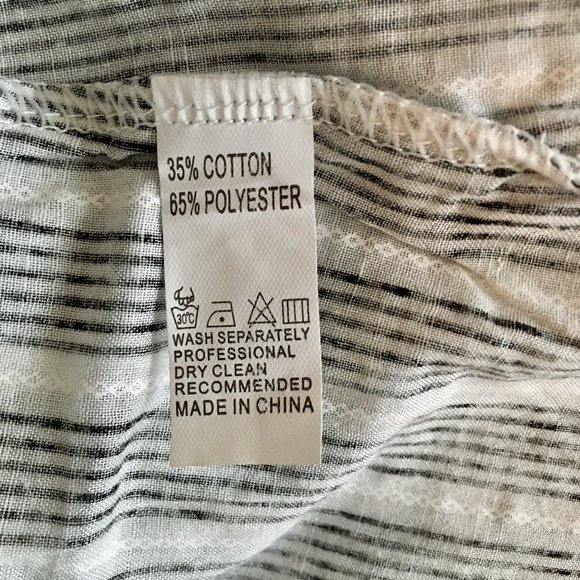 35% COTTON
65% POLYESTER
30°C
WASH SEPARATELY
PROFESSIONAL
DRY CLEAN
RECOMMENDED
MADE IN CHINA